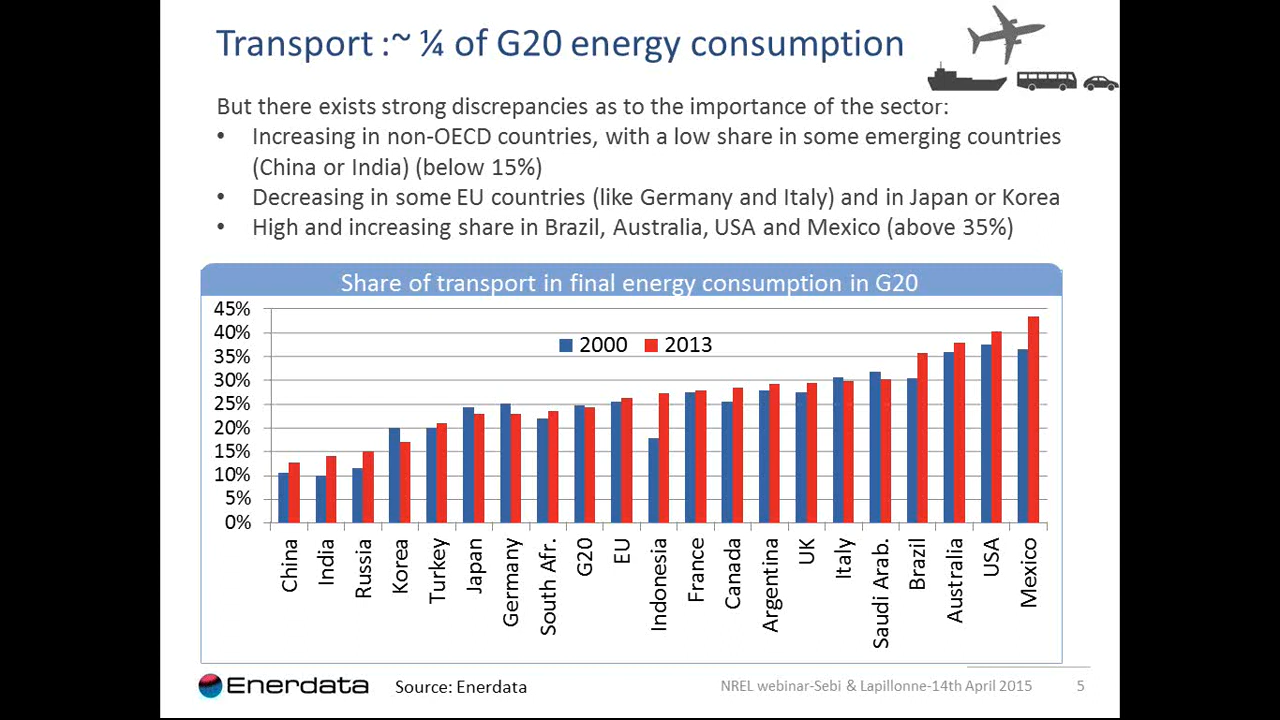 Transport :~ ¼ of G20 energy consumption
But there exists strong discrepancies as to the importance of the sector:
• Increasing in non-OECD countries, with a low share in some emerging countries
(China or India) (below 15%)
• Decreasing in some EU countries (like Germany and Italy) and in Japan or Korea
• High and increasing share in Brazil, Australia, USA and Mexico (above 35%)
Share of transport in final energy consumption in G20
45%
40%
35%
30%
25%
20%
15%
10%
5%
0%
2000 2013
China
India
Russia
Korea
Turkey
Japan
Germany
South Afr.
G20
EU
Indonesia
France
Canada
Argentina
UK
Italy
Saudi Arab.
Brazil
Australia
USA
Mexico
Enerdata Source: Enerdata NREL webinar-Sebi & Lapillonne-14th April 2015 5